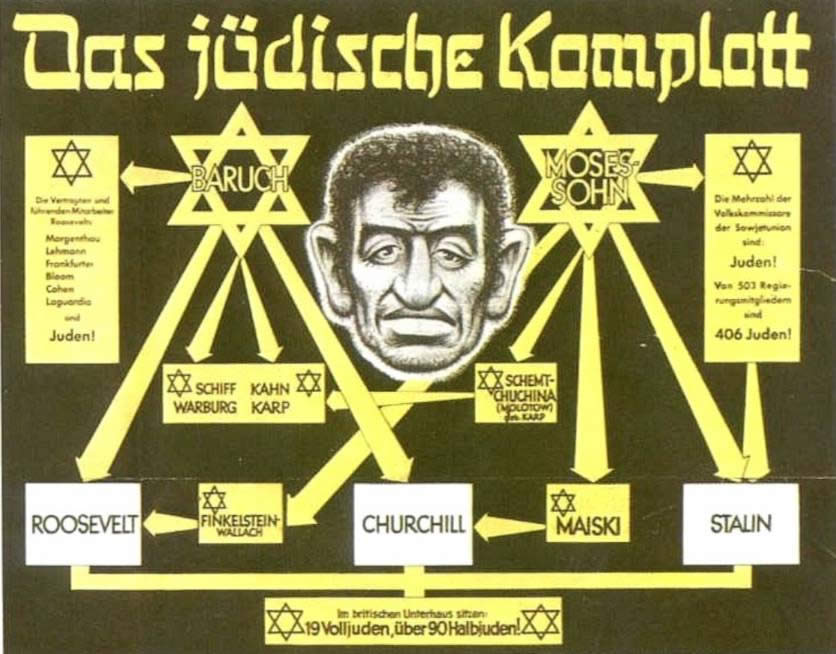 Das jüdische Komplott
BARUCH
MOSES-
SOHN
Die Vertrauten und
führenden Mitarbeiter
Roosevelts:
Morgenthau
Lehmann
Frankfurter
Bloom
Cohen
Laguardia
und
Juden!
Die Mehrzahl der
Volkskommissare
der Sowjetunion
sind:
Juden!
Von 503 Regie-
rungsmitgliedern
sind
406 Juden!
SCHIFF KAHN
WARBURG KARP
SCHEMT-
CHUCHINA
(MOLOTOW)
geb. KARP
ROOSEVELT
FINKELSTEIN-
WALLACH
CHURCHILL
MAISKI
STALIN
Im britischen Unterhaus sitzen:
19 Volljuden, über 90 Halbjuden!